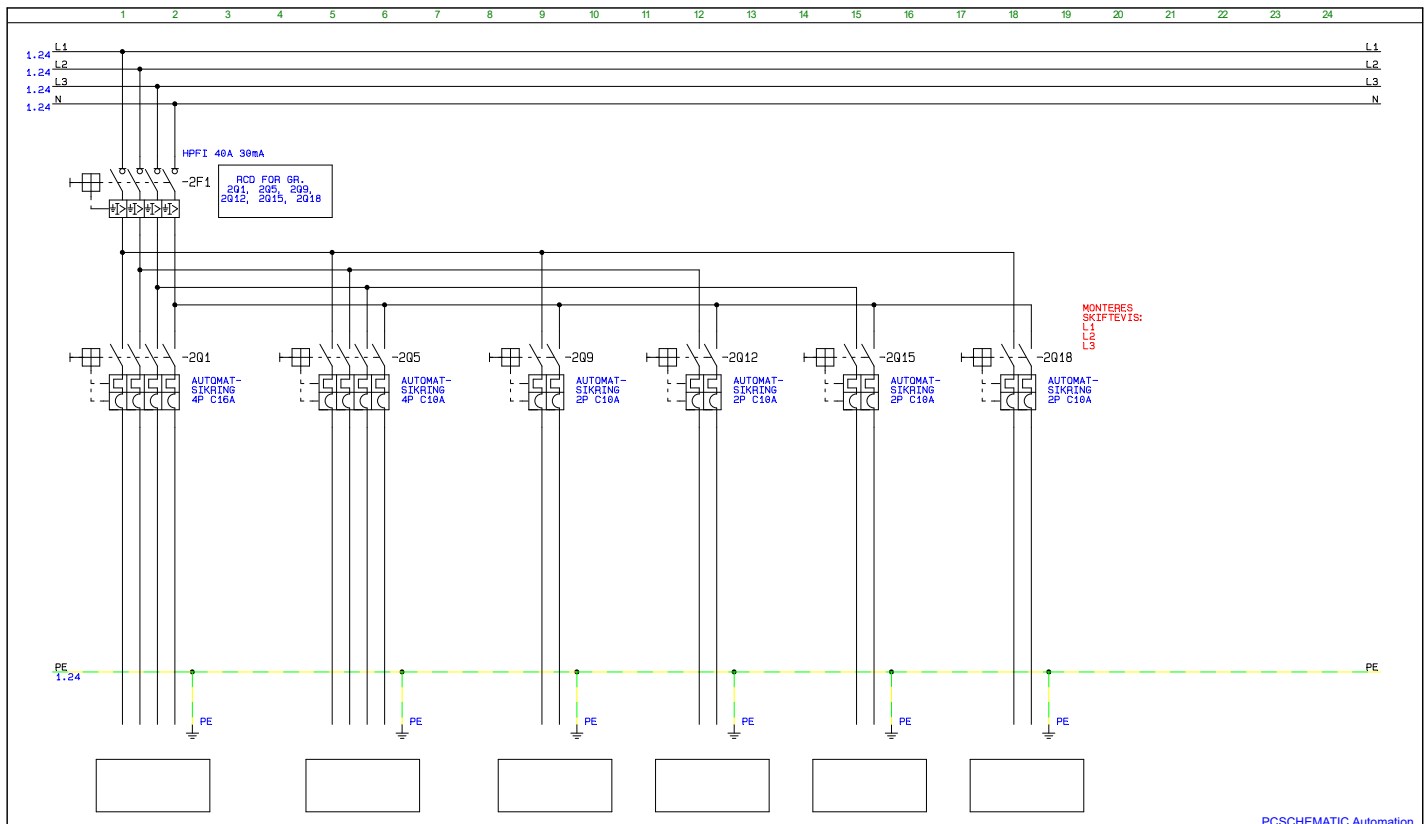 1 2 3 4 5 6 7 8 9 10 11 12 13 14 15 16 17 18 19 20 21 22 23 24
L1 L1
1.24
L2 L2
1.24
L3 L3
1.24
N N
1.24
HPFI 40A 30mA
-2F1
RCD FOR GR.
2Q1, 2Q5, 2Q9,
2Q12, 2Q15, 2Q18
MONTERES
SKIFTEVIS:
L1
L2
L3
-2Q1
AUTOMAT-
SIKRING
4P C16A
-2Q5
AUTOMAT-
SIKRING
4P C10A
-2Q9
AUTOMAT-
SIKRING
2P C10A
-2Q12
AUTOMAT-
SIKRING
2P C10A
-2Q15
AUTOMAT-
SIKRING
2P C10A
-2Q18
AUTOMAT-
SIKRING
2P C10A
PE PE
1.24
PE PE PE PE PE PE
PCSCHEMATIC Automation